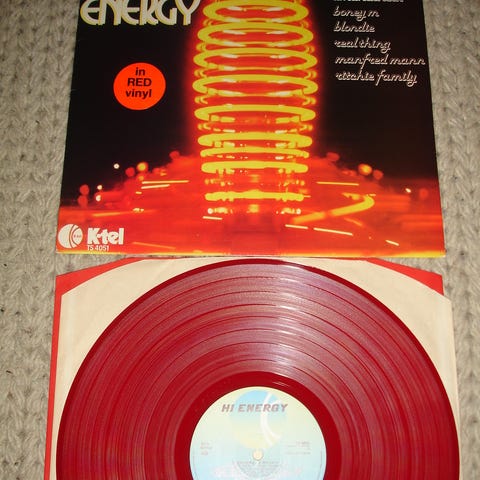 ENERGY
boney m
blondie
real thing
manfred mann
ritchie family
in
RED
vinyl
K-tel
TS 4051
HI ENERGY